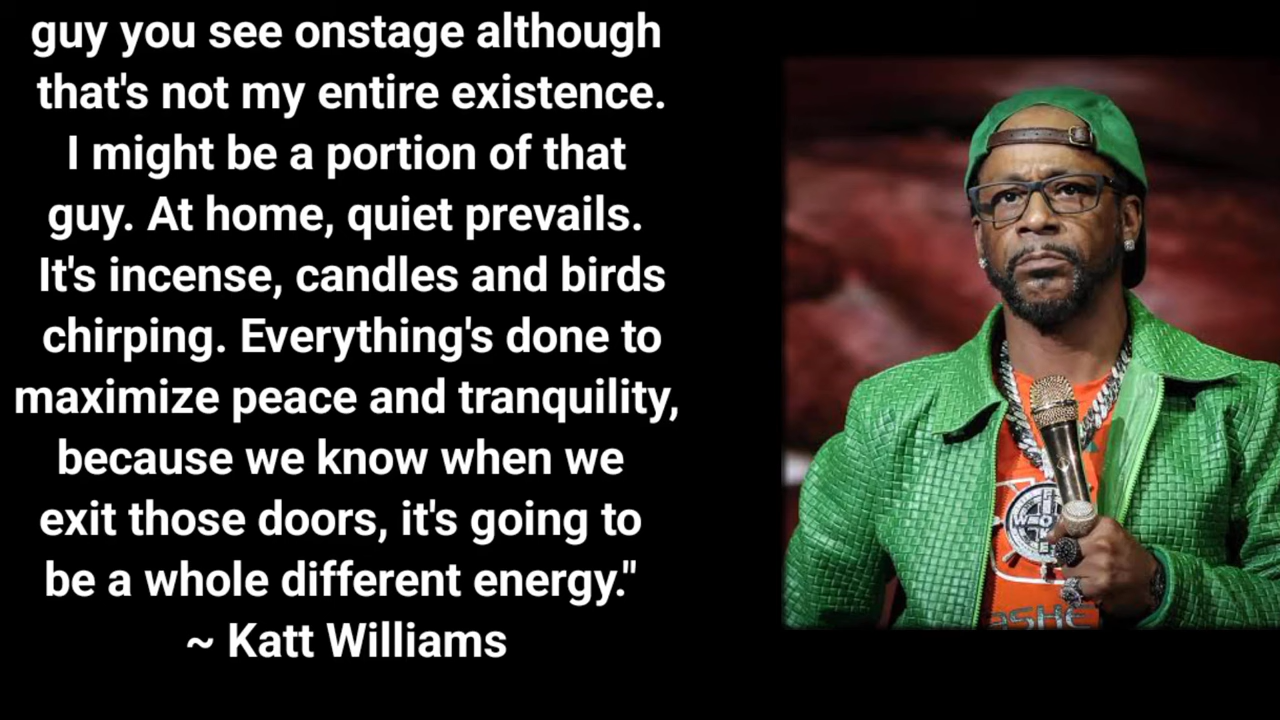 guy you see onstage although
that's not my entire existence.
I might be a portion of that
guy. At home, quiet prevails.
It's incense, candles and birds
chirping. Everything's done to
maximize peace and tranquility,
because we know when we
exit those doors, it's going to
be a whole different energy."
~ Katt Williams